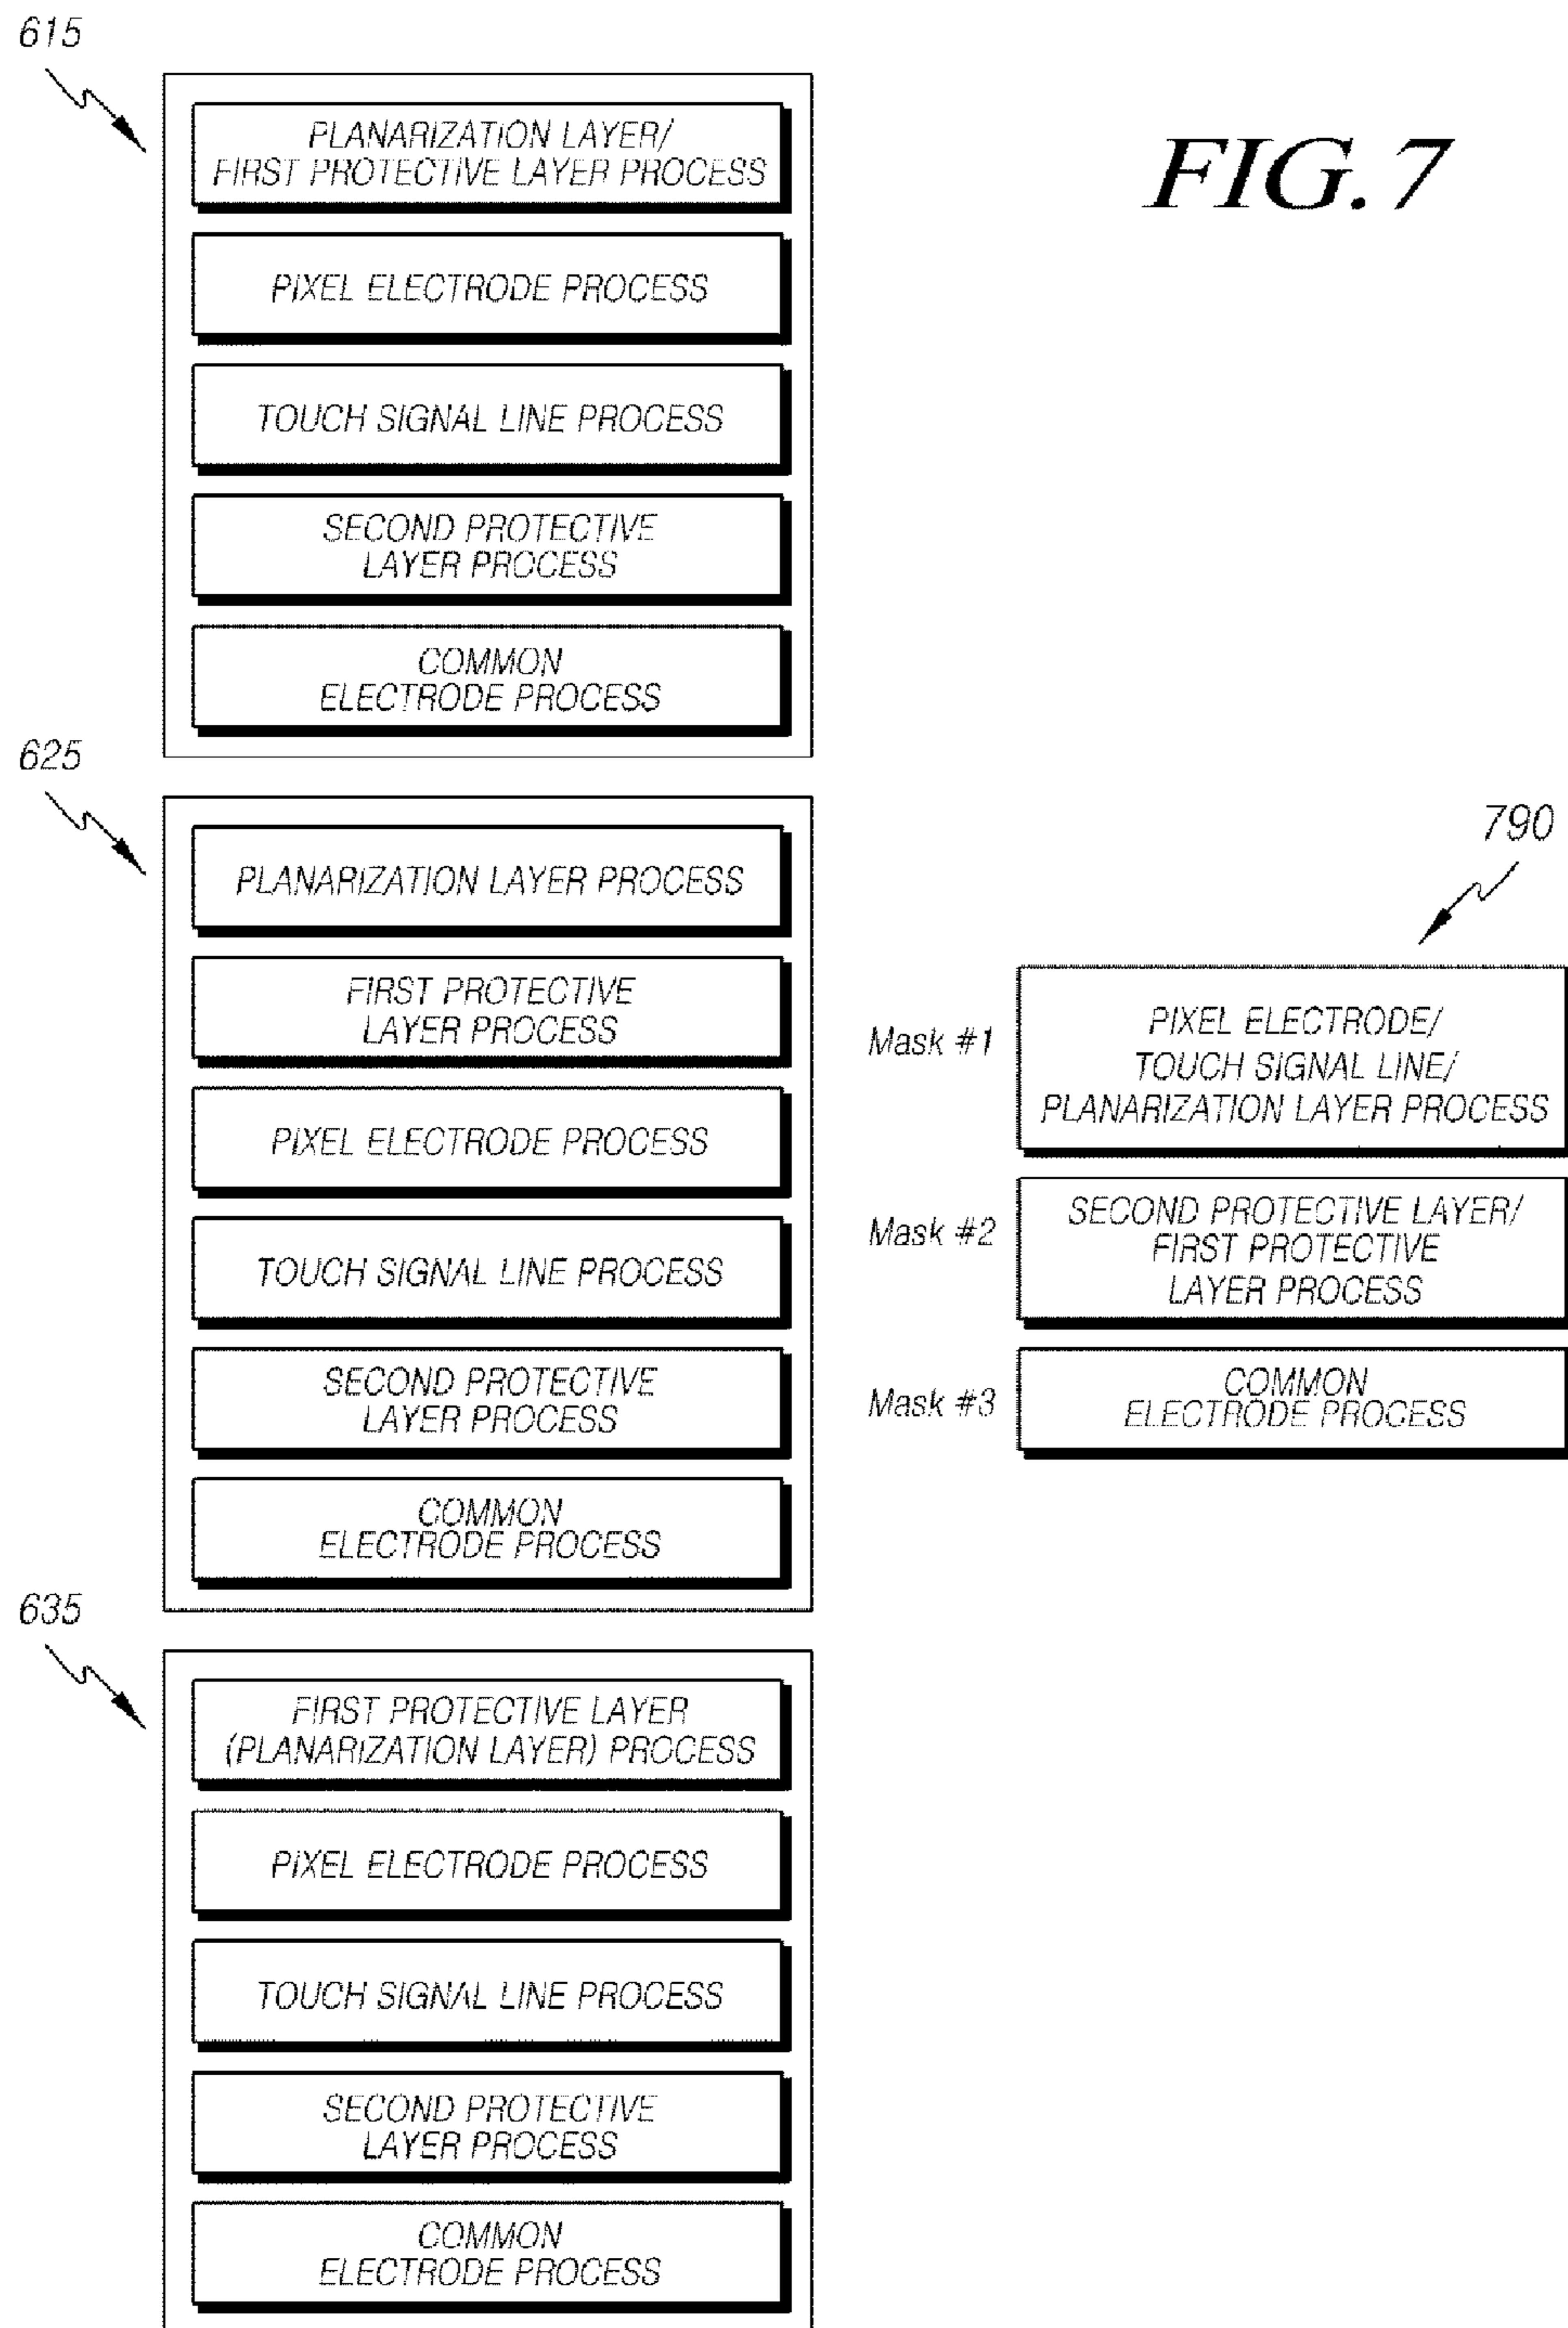 615
FIG. 7
PLANARIZATION LAYER/
FIRST PROTECTIVE LAYER PROCESS
PIXEL ELECTRODE PROCESS
TOUCH SIGNAL LINE PROCESS
SECOND PROTECTIVE
LAYER PROCESS
COMMON
ELECTRODE PROCESS
625
PLANARIZATION LAYER PROCESS
FIRST PROTECTIVE
LAYER PROCESS
PIXEL ELECTRODE PROCESS
TOUCH SIGNAL LINE PROCESS
SECOND PROTECTIVE
LAYER PROCESS
COMMON
ELECTRODE PROCESS
790
Mask #1
PIXEL ELECTRODE/
TOUCH SIGNAL LINE/
PLANARIZATION LAYER PROCESS
Mask #2
SECOND PROTECTIVE LAYER/
FIRST PROTECTIVE
LAYER PROCESS
Mask #3
COMMON
ELECTRODE PROCESS
635
FIRST PROTECTIVE LAYER
(PLANARIZATION LAYER) PROCESS
PIXEL ELECTRODE PROCESS
TOUCH SIGNAL LINE PROCESS
SECOND PROTECTIVE
LAYER PROCESS
COMMON
ELECTRODE PROCESS